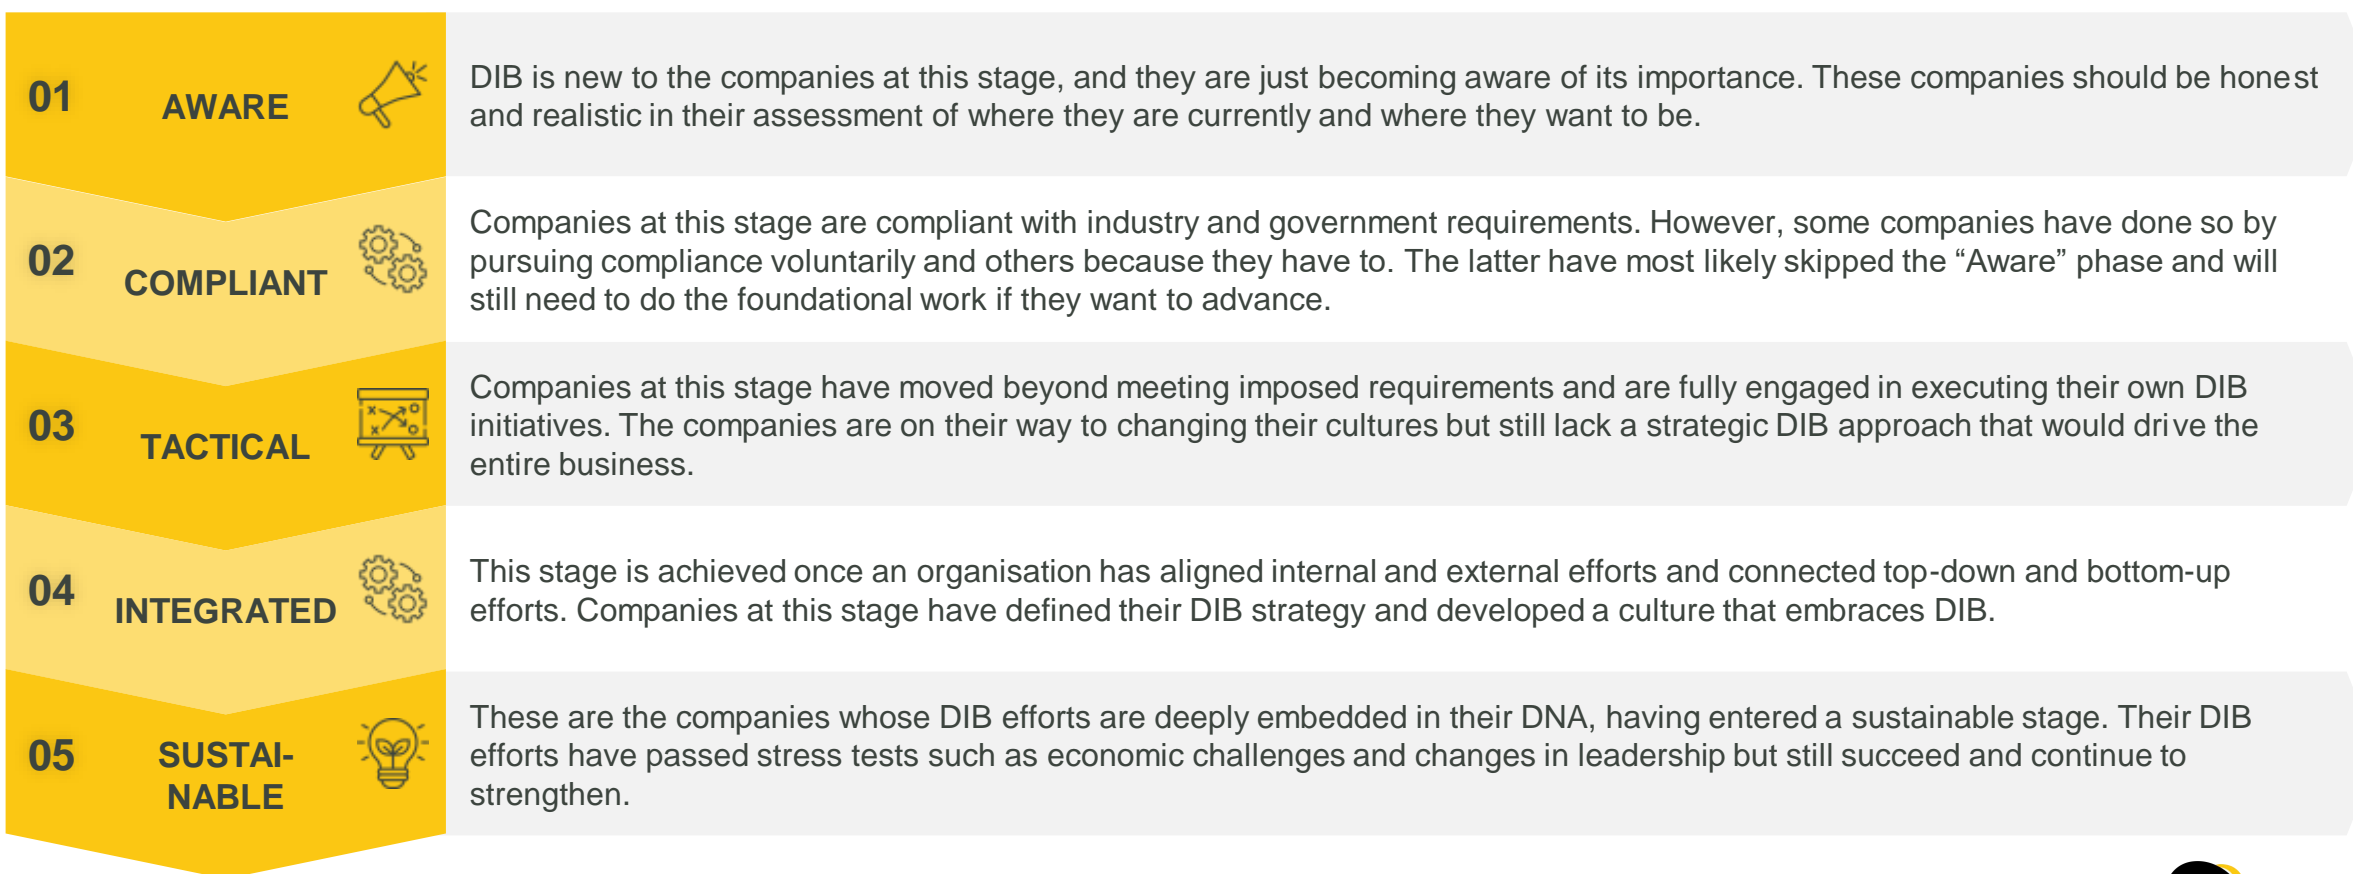 01
AWARE
DIB is new to the companies at this stage, and they are just becoming aware of its importance. These companies should be honest
and realistic in their assessment of where they are currently and where they want to be.
02
COMPLIANT
Companies at this stage are compliant with industry and government requirements. However, some companies have done so by
pursuing compliance voluntarily and others because they have to. The latter have most likely skipped the “Aware” phase and will
still need to do the foundational work if they want to advance.
03
TACTICAL
Companies at this stage have moved beyond meeting imposed requirements and are fully engaged in executing their own DIB
initiatives. The companies are on their way to changing their cultures but still lack a strategic DIB approach that would drive the
entire business.
04
INTEGRATED
This stage is achieved once an organisation has aligned internal and external efforts and connected top-down and bottom-up
efforts. Companies at this stage have defined their DIB strategy and developed a culture that embraces DIB.
05
SUSTAI-
NABLE
These are the companies whose DIB efforts are deeply embedded in their DNA, having entered a sustainable stage. Their DIB
efforts have passed stress tests such as economic challenges and changes in leadership but still succeed and continue to
strengthen.